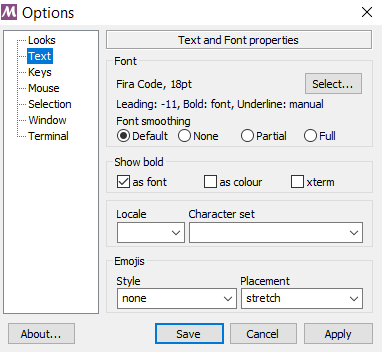 Options
Looks
Text
Keys
Mouse
Selection
Window
Terminal
Text and Font properties
Font
Fira Code, 18pt
Select...
Leading: -11, Bold: font, Underline: manual
Font smoothing
Default None Partial Full
Show bold
as font as colour xterm
Locale Character set
Emojis
Style Placement
none stretch
About... Save Cancel Apply